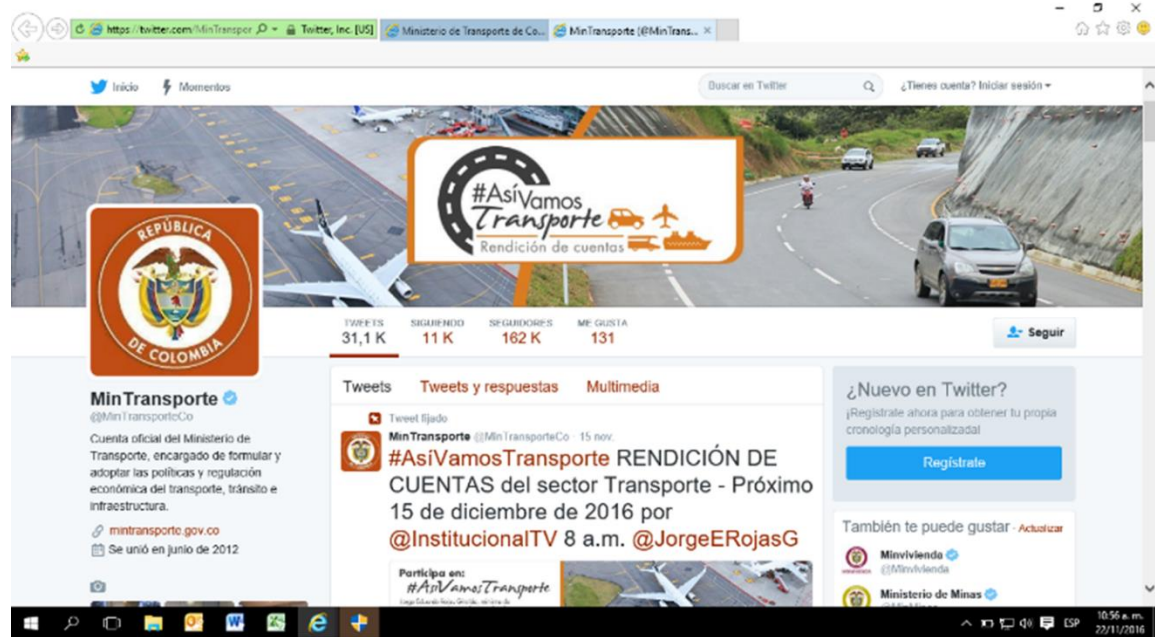 https://twitter.com/MinTranspor
Twitter, Inc. [US]
Ministerio de Transporte de Co...
MinTransporte (@MinTrans...
Inicio
Momentos
Buscar en Twitter
¿Tienes cuenta? Iniciar sesión
#AsíVamos
Transporte
Rendición de cuentas
REPÚBLICA
DE COLOMBIA
TWEETS
31,1 K
SIGUIENDO
11 K
SEGUIDORES
162 K
ME GUSTA
131
Seguir
MinTransporte
@MinTransporteCo
Cuenta oficial del Ministerio de
Transporte, encargado de formular y
adoptar las políticas y regulación
económica del transporte, tránsito e
infraestructura.
mintransporte.gov.co
Se unió en junio de 2012
Tweets
Tweets y respuestas
Multimedia
Tweet fijado
MinTransporte @MinTransporteCo · 15 nov.
#AsíVamosTransporte RENDICIÓN DE
CUENTAS del sector Transporte - Próximo
15 de diciembre de 2016 por
@InstitucionalTV 8 a.m. @JorgeERojasG
Participa en:
#AsíVamosTransporte
¿Nuevo en Twitter?
¡Regístrate ahora para obtener tu propia
cronología personalizada!
Regístrate
También te puede gustar · Actualizar
Minvivienda
@Minvivienda
Ministerio de Minas
ESP
10:56 a. m.
22/11/2016